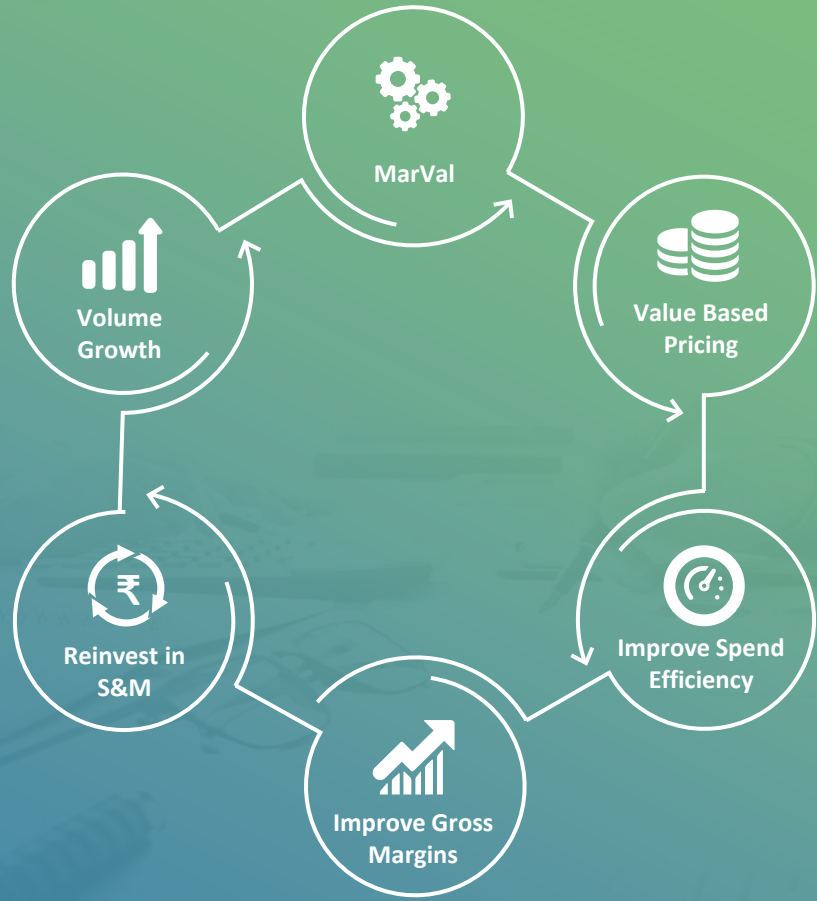 MarVal
Value Based
Pricing
Improve Spend
Efficiency
Improve Gross
Margins
₹
Reinvest in
S&M
Volume
Growth